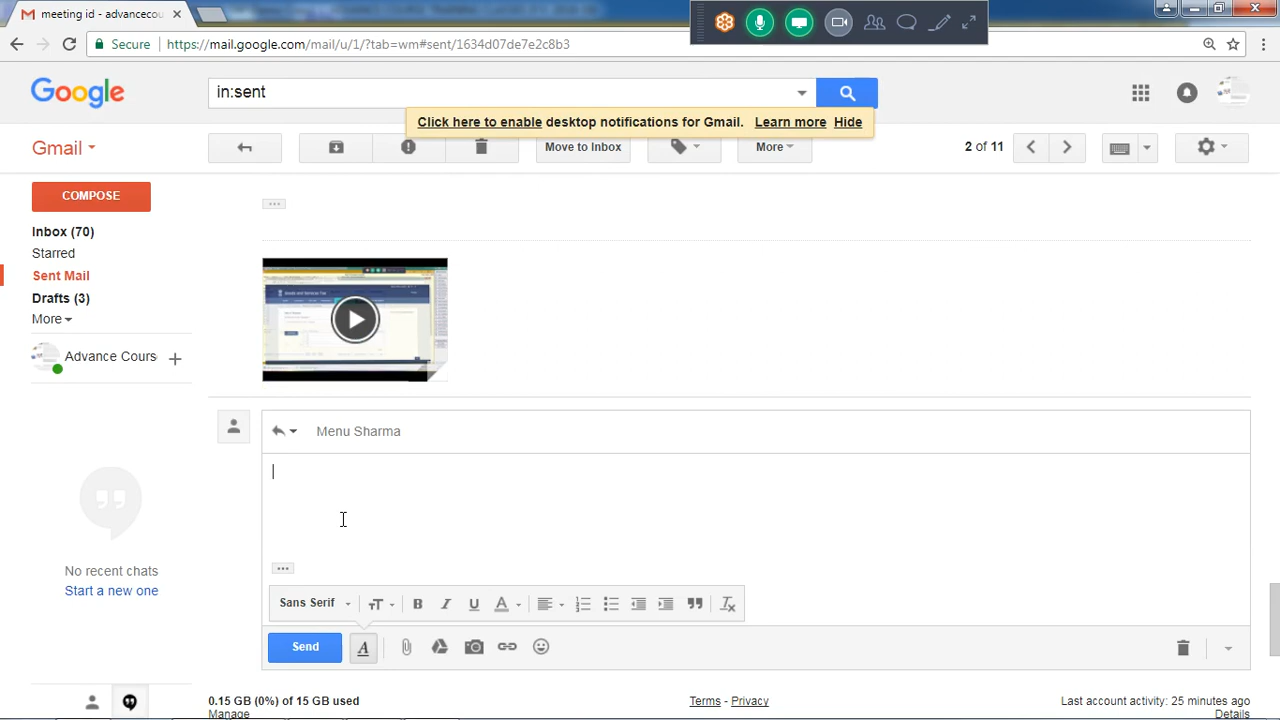 meeting id - advancecou
Secure
https://mail.google.com/mail/u/1/?tab=wm#sent/1634d07de7e2c8b3
Google
in:sent
Click here to enable desktop notifications for Gmail. Learn more Hide
Gmail
Move to Inbox
More
2 of 11
COMPOSE
Inbox (70)
Starred
Sent Mail
Drafts (3)
More
Advance Cours
Menu Sharma
No recent chats
Start a new one
Sans Serif
Send
0.15 GB (0%) of 15 GB used
Manage
Terms - Privacy
Last account activity: 25 minutes ago
Details